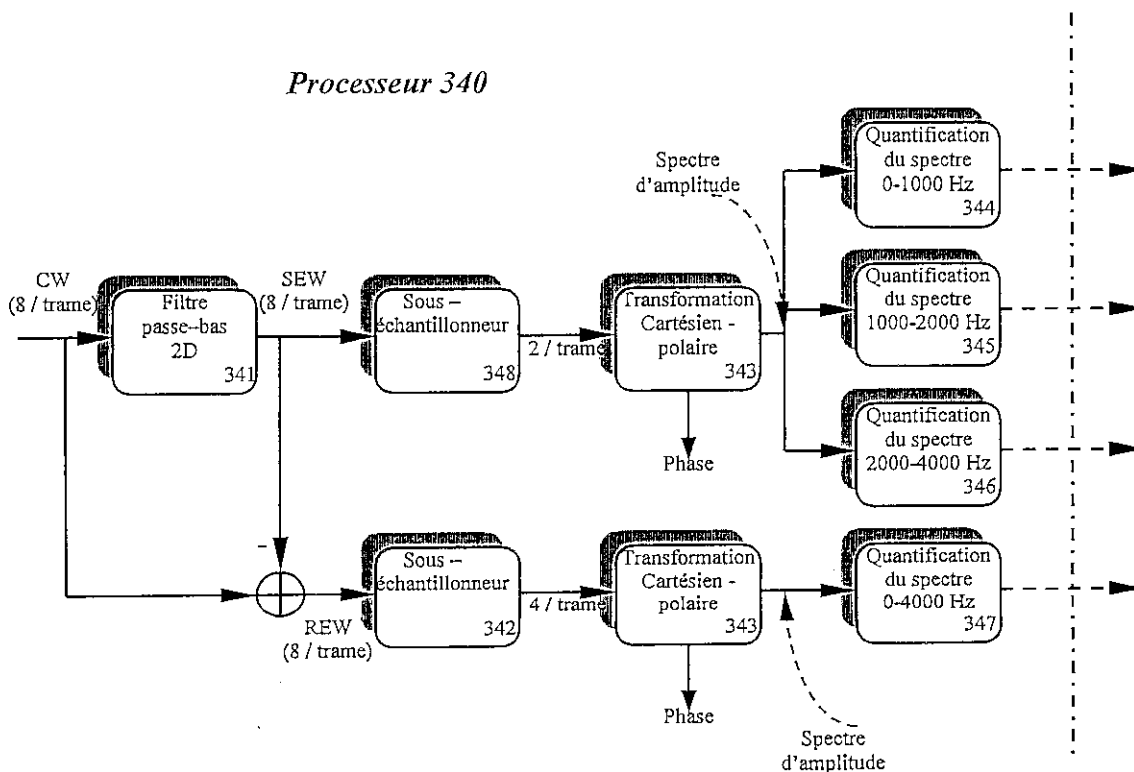 Processeur 340
Quantification
du spectre
0-1000 Hz
344
Spectre
d'amplitude
CW
(8 / trame)
Filtre
passe--bas
2D
341
SEW
(8 / trame)
Sous –
échantillonneur
348
2 / trame
Transformation
Cartésien -
polaire
343
Phase
Quantification
du spectre
1000-2000 Hz
345
Quantification
du spectre
2000-4000 Hz
346
-
REW
(8 / trame)
Sous –
échantillonneur
342
4 / trame
Transformation
Cartésien -
polaire
343
Phase
Quantification
du spectre
0-4000 Hz
347
Spectre
d'amplitude